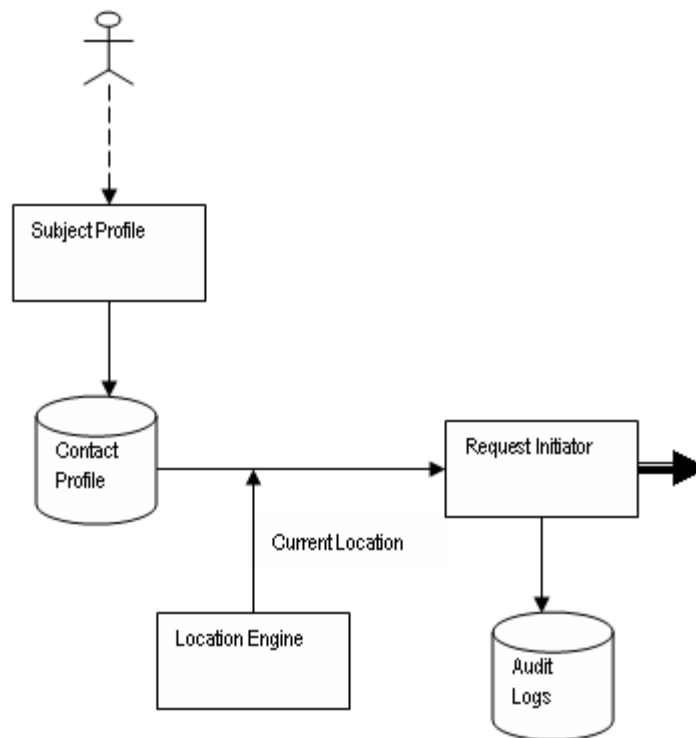 Subject Profile
Contact
Profile
Request Initiator
Current Location
Location Engine
Audit
Logs